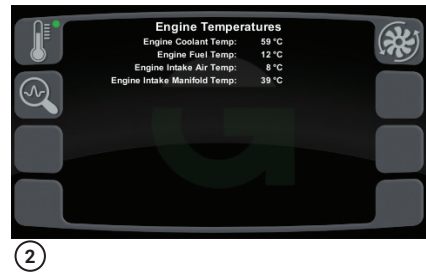 Engine Temperatures
Engine Coolant Temp: 59 °C
Engine Fuel Temp: 12 °C
Engine Intake Air Temp: 8 °C
Engine Intake Manifold Temp: 39 °C
2